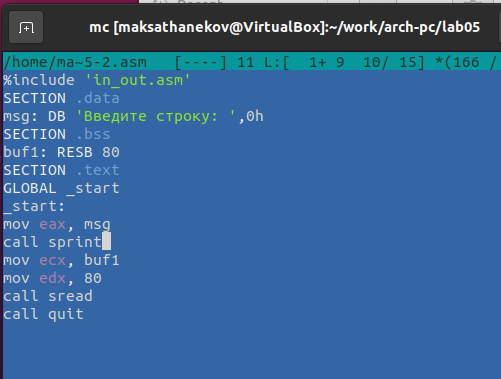 mc [maksathanekov@VirtualBox]:~/work/arch-pc/lab05
/home/ma~5-2.asm   [----] 11 L:[  1+ 9  10/ 15] *(166 /
%include 'in_out.asm'
SECTION .data
msg: DB 'Введите строку: ',0h
SECTION .bss
buf1: RESB 80
SECTION .text
GLOBAL _start
_start:
mov eax, msg
call sprint
mov ecx, buf1
mov edx, 80
call sread
call quit